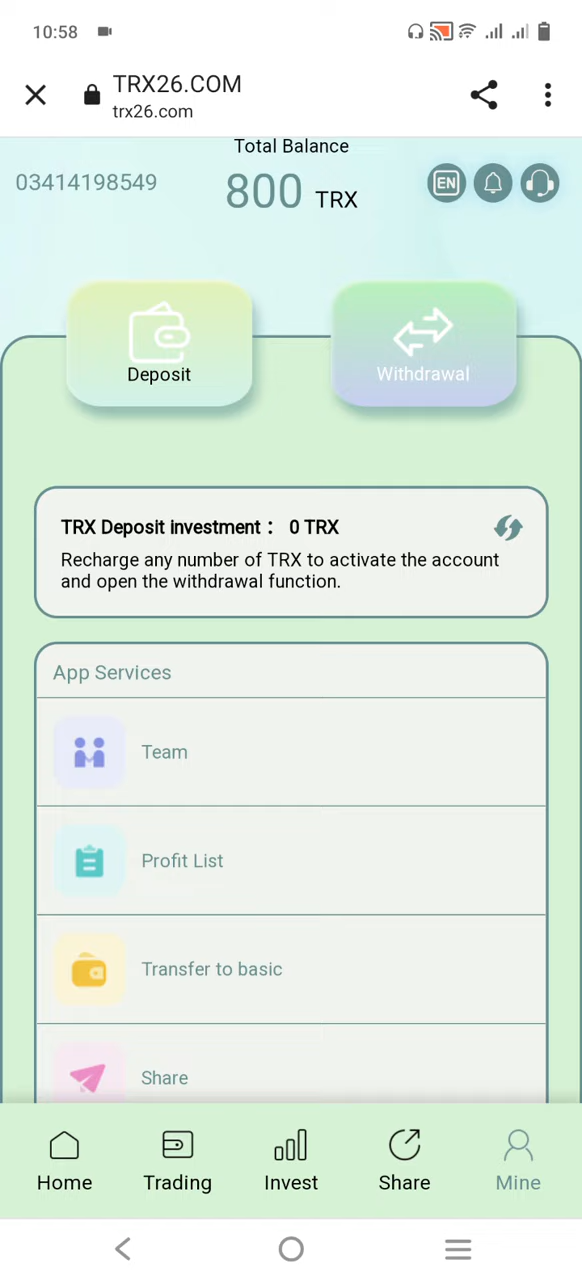 10:58
TRX26.COM
trx26.com
Total Balance
03414198549
800 TRX
EN
Deposit
Withdrawal
TRX Deposit investment： 0 TRX
Recharge any number of TRX to activate the account
and open the withdrawal function.
App Services
Team
Profit List
Transfer to basic
Share
Home
Trading
Invest
Share
Mine